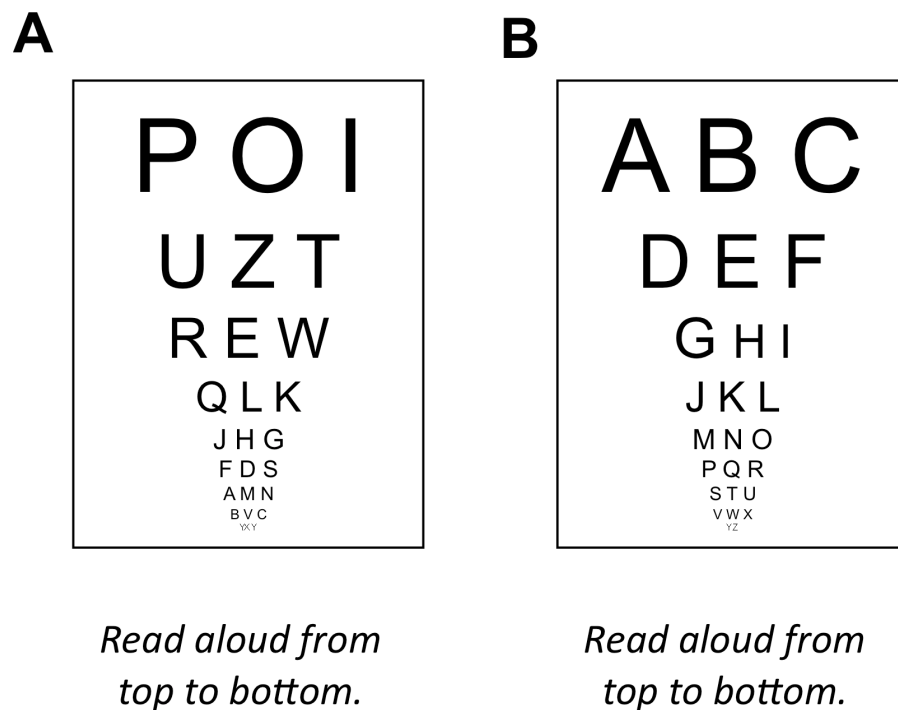 A
P O I
U Z T
R E W
Q L K
J H G
F D S
A M N
B V C
Y X Y
Read aloud from
top to bottom.
B
A B C
D E F
G H I
J K L
M N O
P Q R
S T U
V W X
Y Z
Read aloud from
top to bottom.